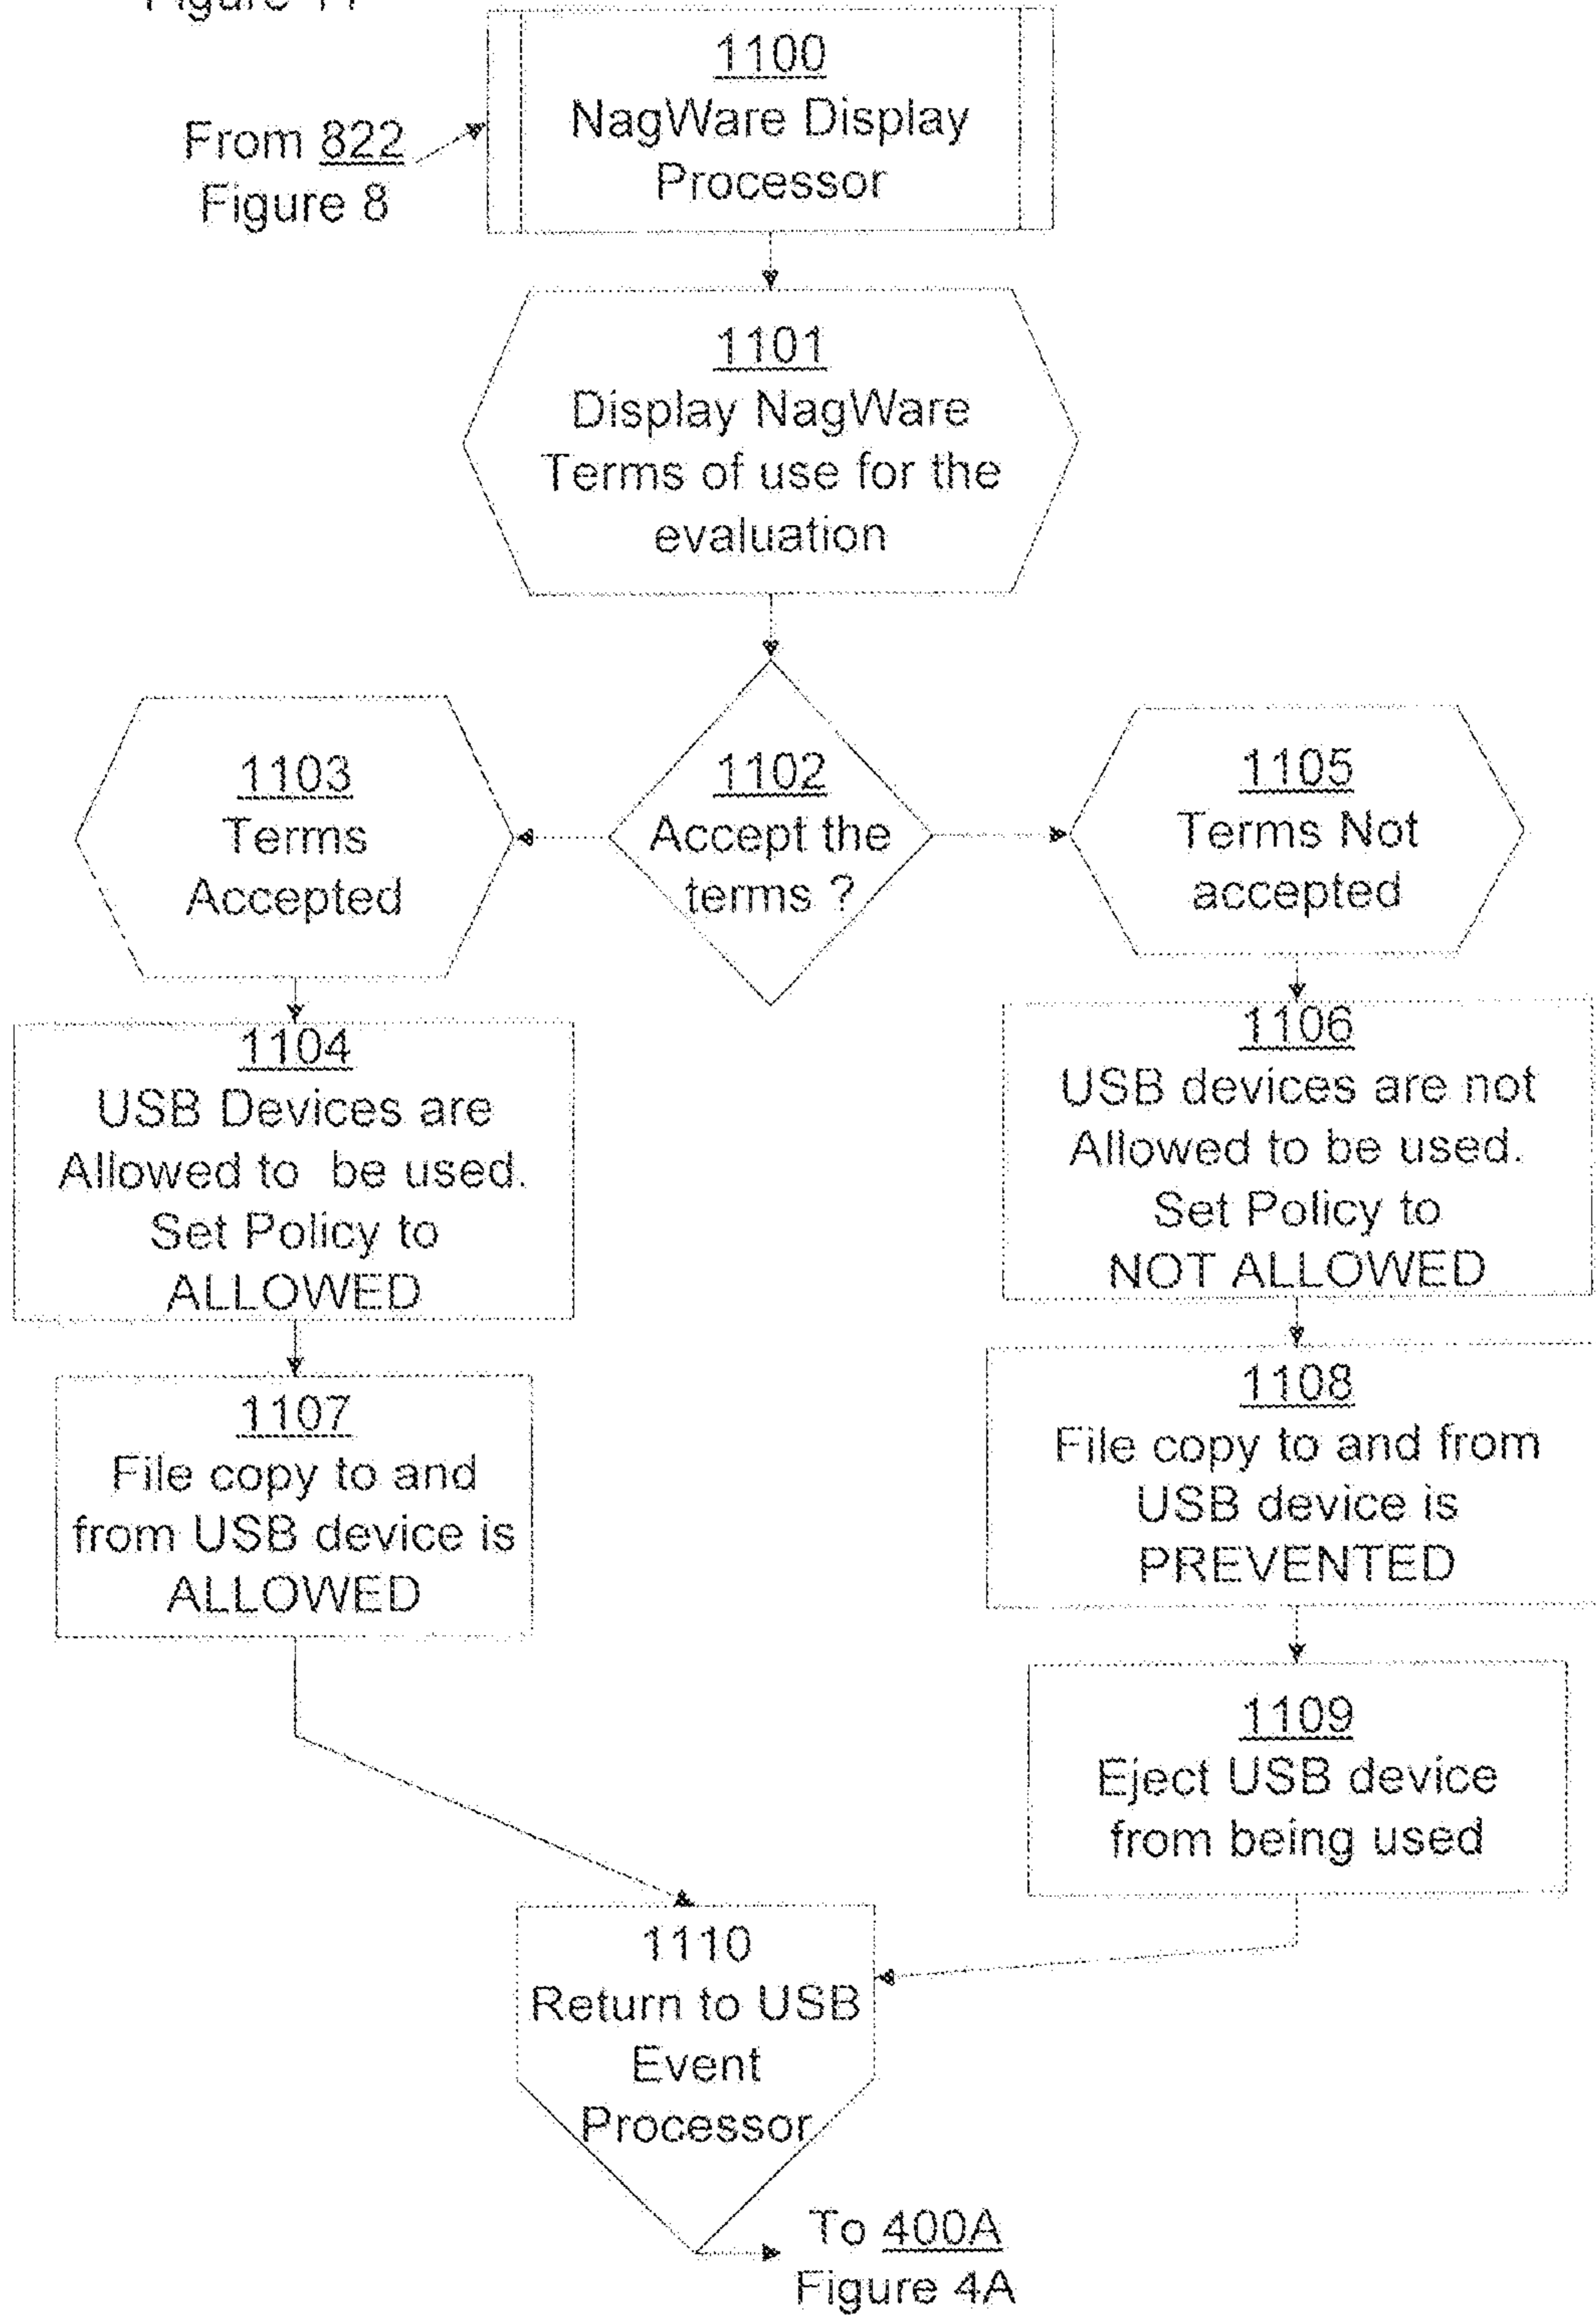 Figure 11
1100
NagWare Display
Processor
From 822
Figure 8
1101
Display NagWare
Terms of use for the
evaluation
1102
Accept the
terms ?
1103
Terms
Accepted
1105
Terms Not
accepted
1104
USB Devices are
Allowed to be used.
Set Policy to
ALLOWED
1107
File copy to and
from USB device is
ALLOWED
1106
USB devices are not
Allowed to be used.
Set Policy to
NOT ALLOWED
1108
File copy to and from
USB device is
PREVENTED
1109
Eject USB device
from being used
1110
Return to USB
Event
Processor
To 400A
Figure 4A